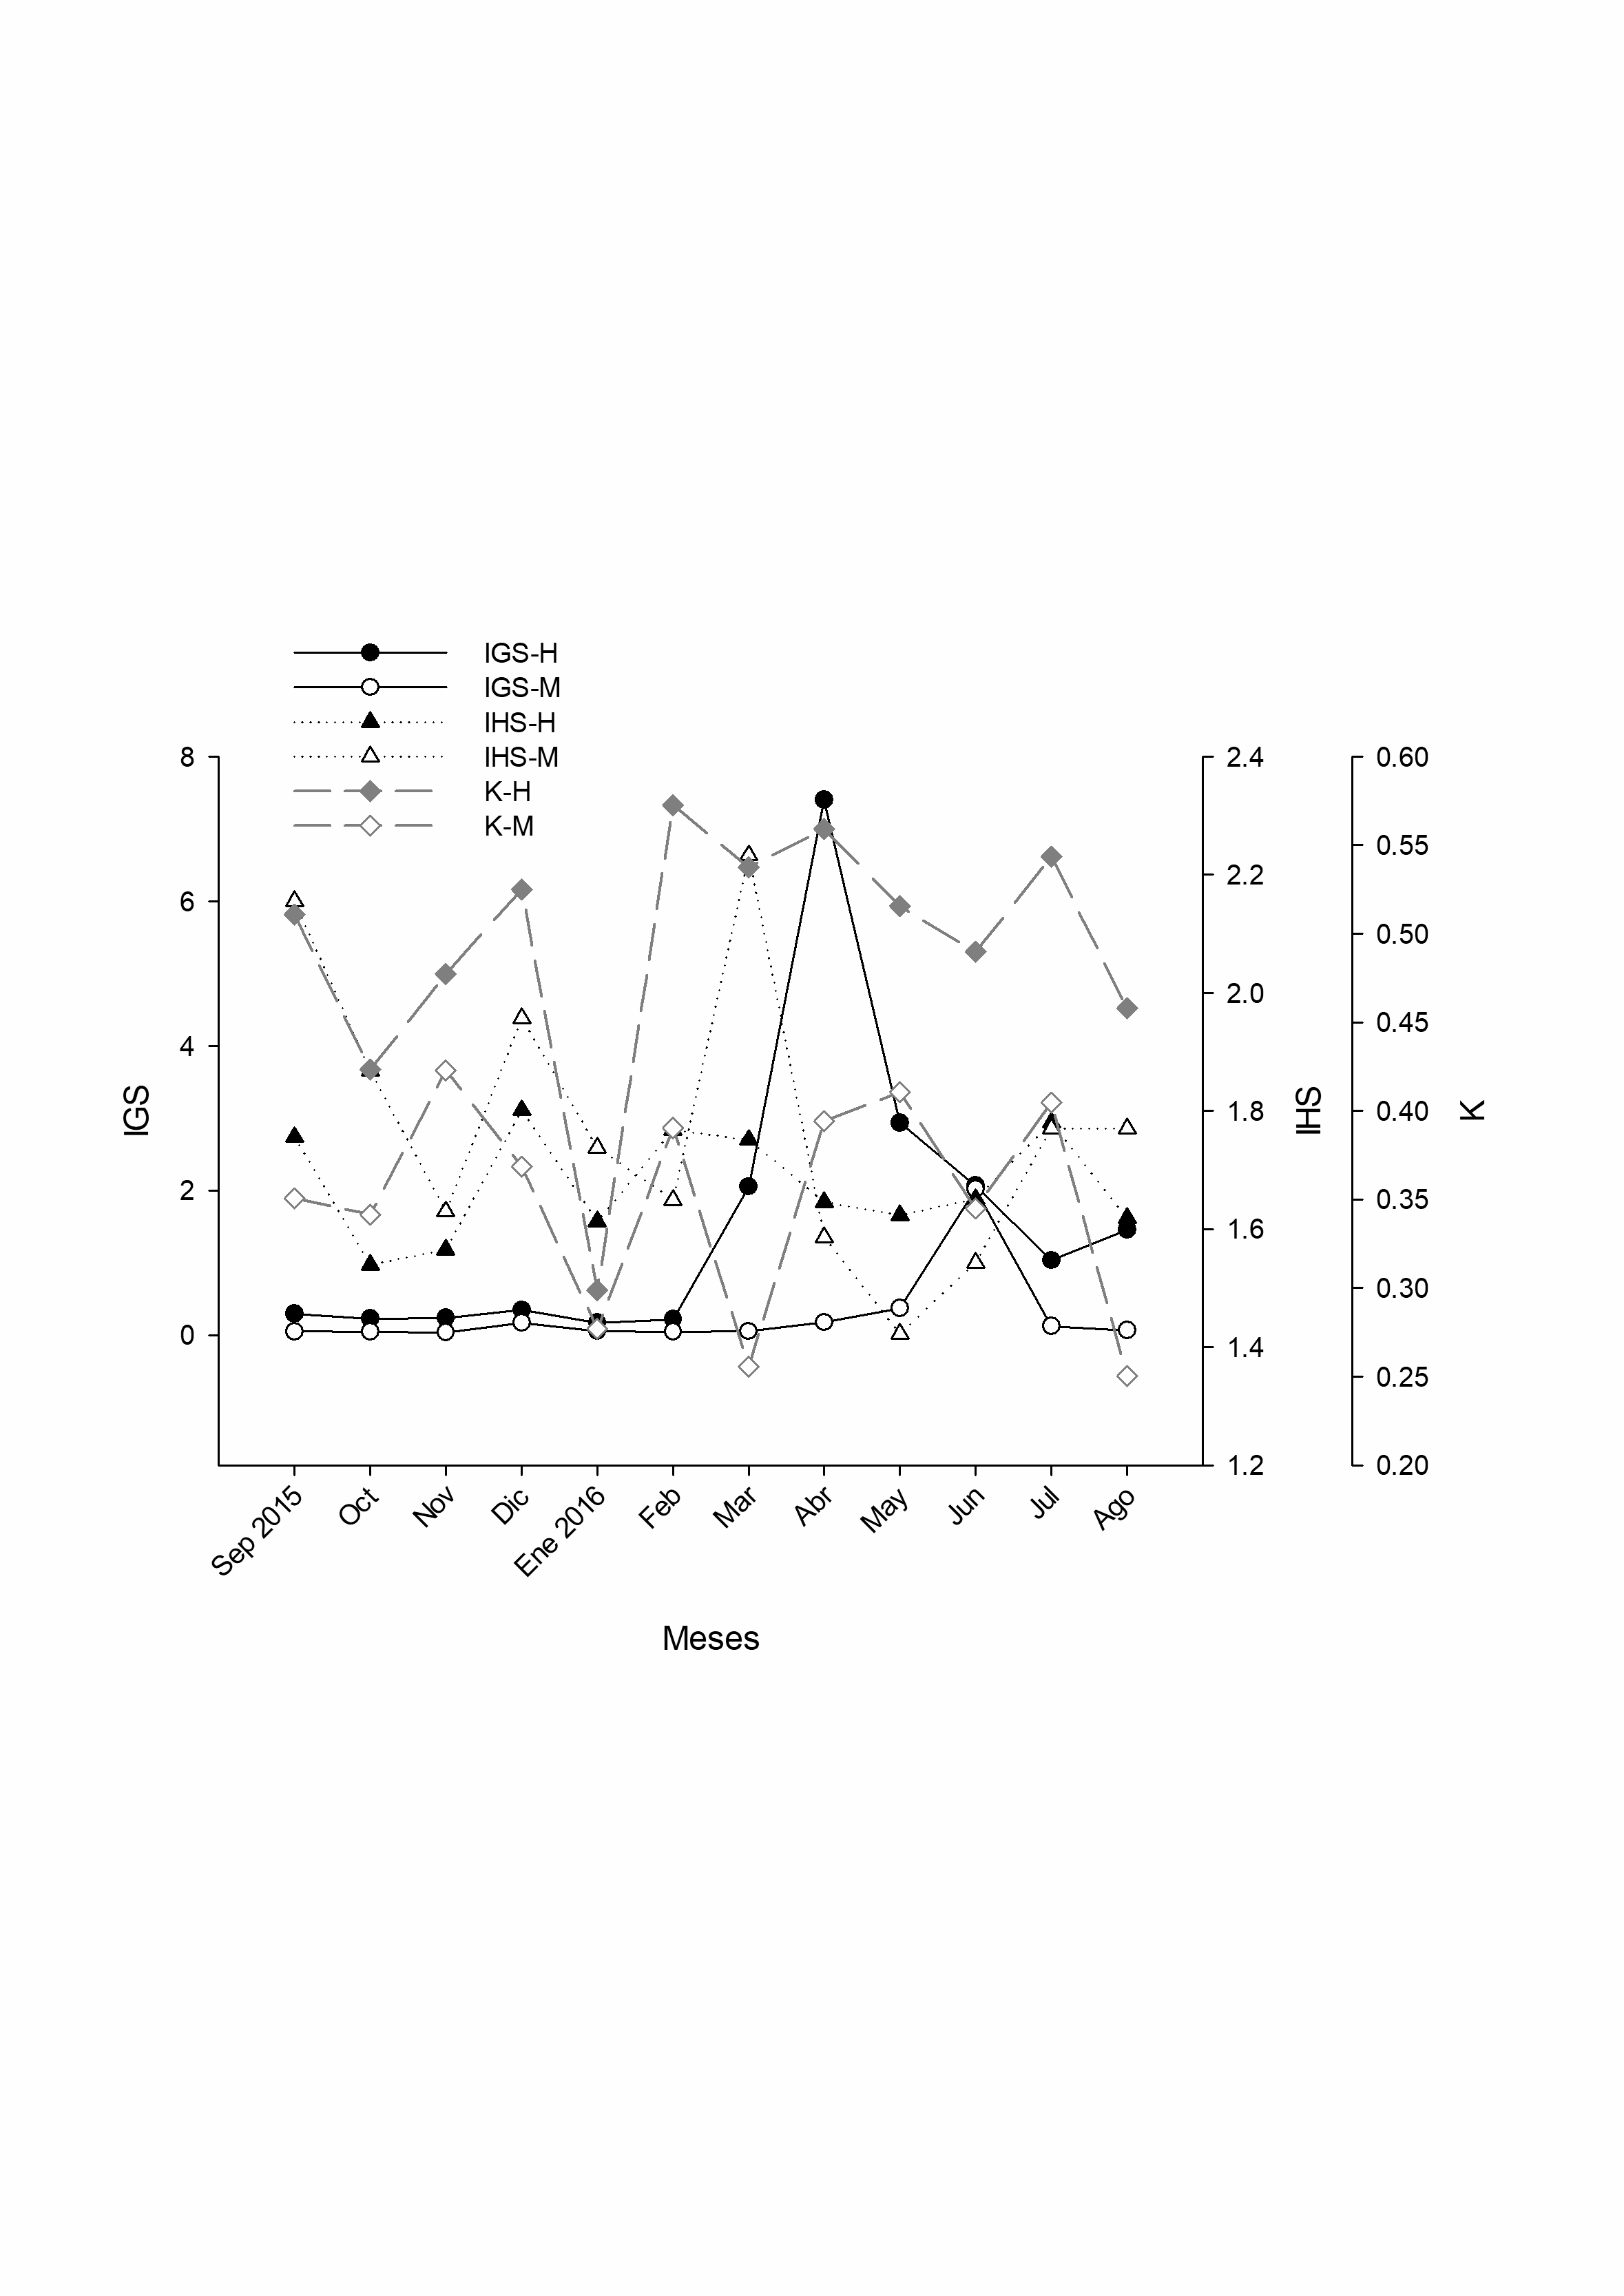 IGS-H
IGS-M
IHS-H
IHS-M
K-H
K-M
8
6
4
2
0
IGS
2.4
2.2
2.0
1.8
1.6
1.4
1.2
IHS
0.60
0.55
0.50
0.45
0.40
0.35
0.30
0.25
0.20
K
Sep 2015
Oct
Nov
Dic
Ene 2016
Feb
Mar
Abr
May
Jun
Jul
Ago
Meses